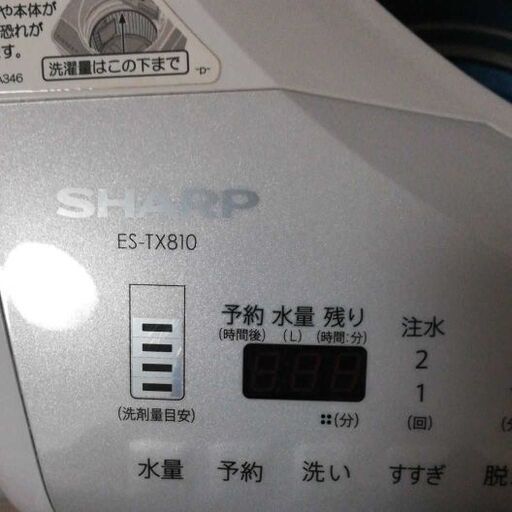 や本体が
恐れが
す。
A346
洗濯量はこの下まで
-D-
SHARP
ES-TX810
予約 水量 残り
(時間後) (L) (時間:分)
注水
2
1
(回)
(洗剤量目安)
(分)
水量 予約 洗い すすぎ 脱